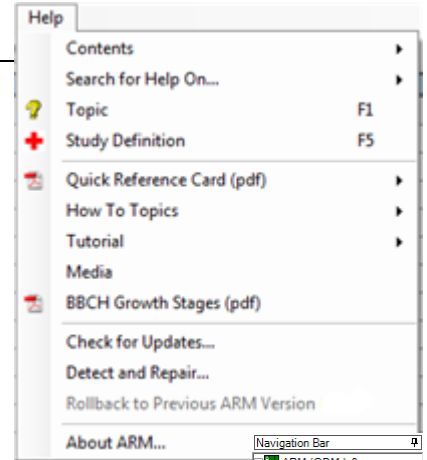 Help
Contents
Search for Help On...
Topic F1
Study Definition F5
Quick Reference Card (pdf)
How To Topics
Tutorial
Media
BBCH Growth Stages (pdf)
Check for Updates...
Detect and Repair...
Rollback to Previous ARM Version
About ARM...
Navigation Bar